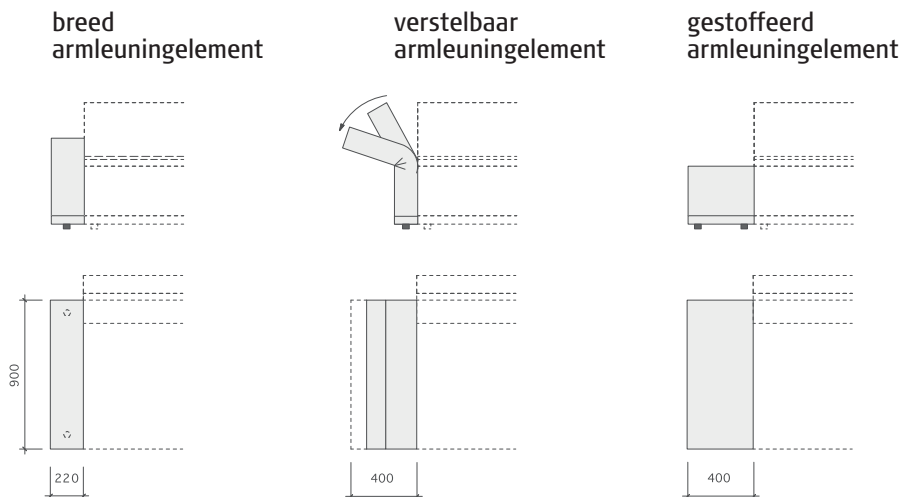 breed
armleuningelement
verstelbaar
armleuningelement
gestoffeerd
armleuningelement
900
220
400
400